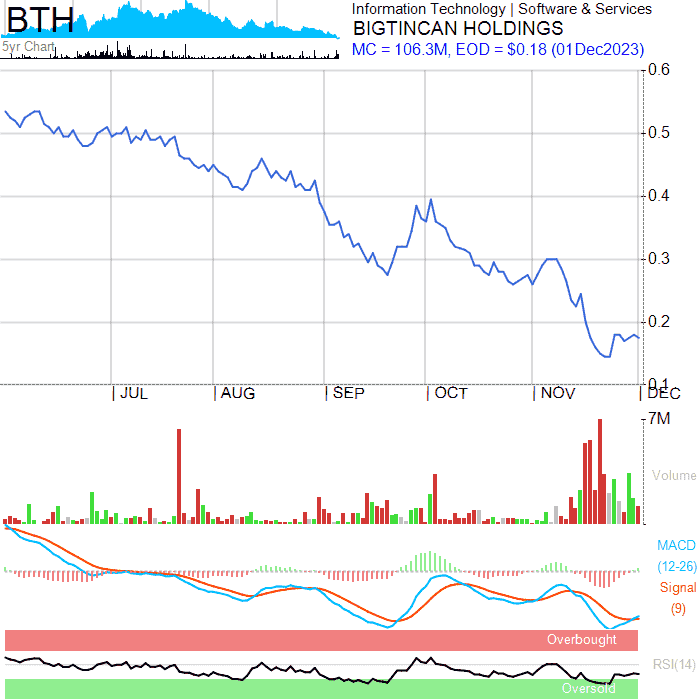 BTH
5yr Chart
Information Technology | Software & Services
BIGTINCAN HOLDINGS
MC = 106.3M, EOD = $0.18 (01Dec2023)
0.6
0.5
0.4
0.3
0.2
0.1
| JUL | AUG | SEP | OCT | NOV | DEC
7M
Volume
MACD
(12-26)
Signal
(9)
Overbought
RSI(14)
Oversold